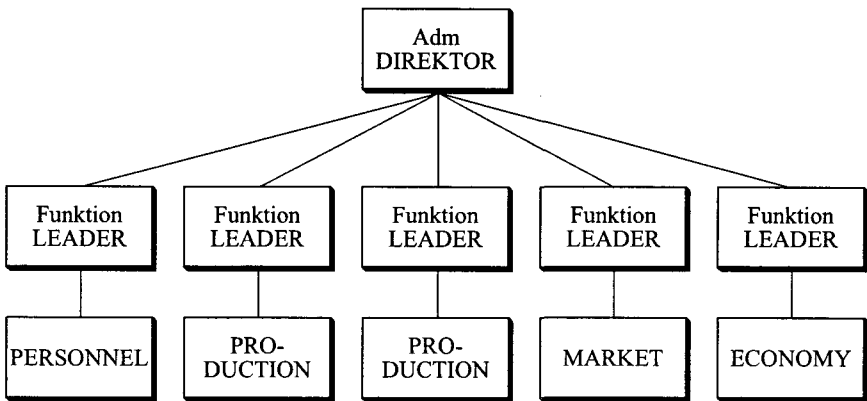 Adm
DIREKTOR
Funktion
LEADER
Funktion
LEADER
Funktion
LEADER
Funktion
LEADER
Funktion
LEADER
PERSONNEL
PRO-
DUCTION
PRO-
DUCTION
MARKET
ECONOMY